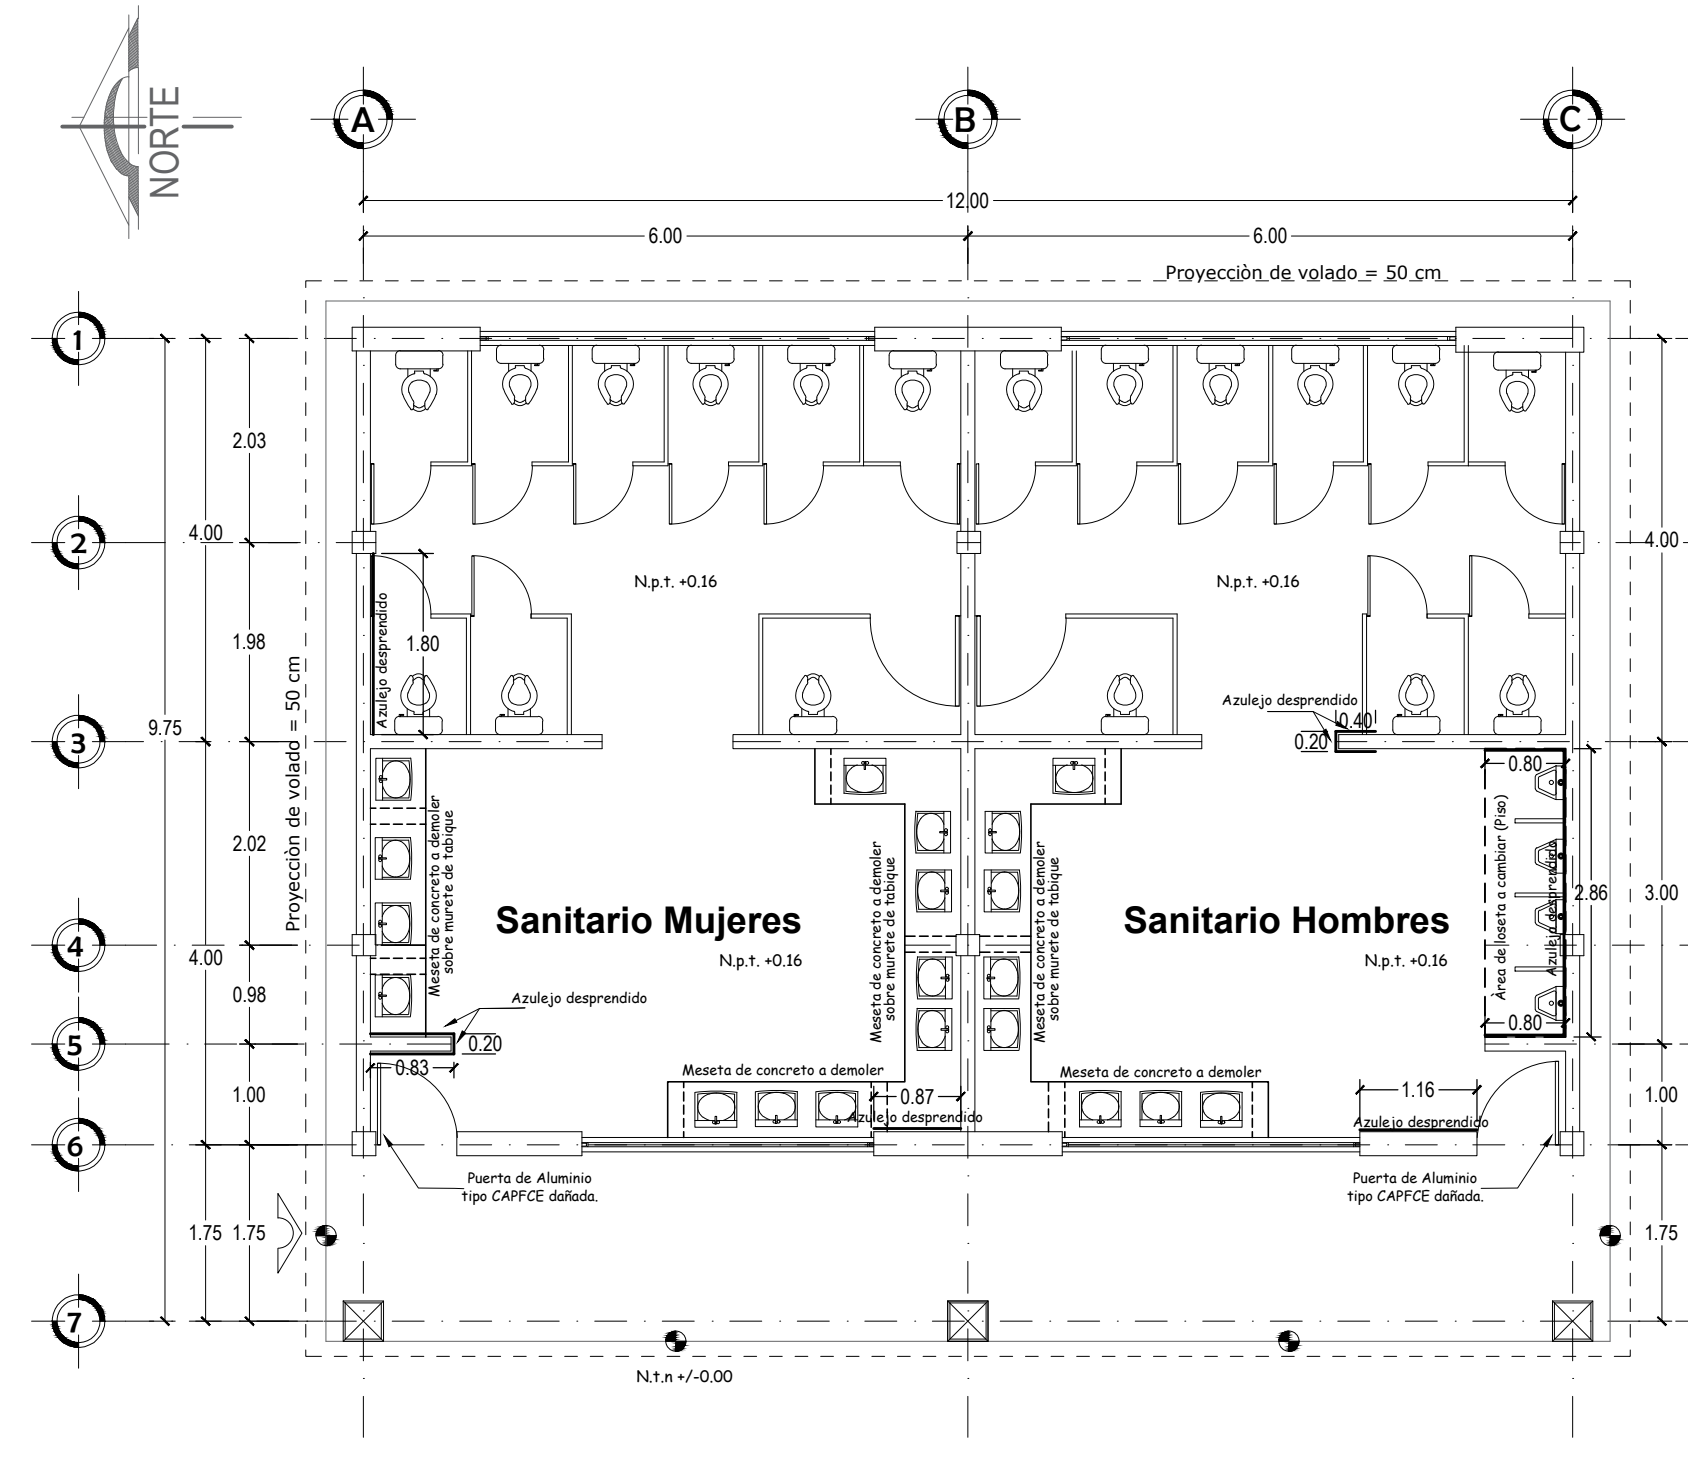 NORTE
A
B
C
12.00
6.00
6.00
Proyecciòn de volado = 50 cm
1
2
3
4
5
6
7
2.03
4.00
1.98
9.75
2.02
4.00
0.98
1.00
1.75
1.75
Proyecciòn de volado = 50 cm
4.00
3.00
1.00
1.75
N.p.t. +0.16
N.p.t. +0.16
Azulejo desprendido
1.80
Azulejo desprendido
0.40
0.20
0.80
Meseta de concreto a demoler
sobre murete de tabique
Meseta de concreto a demoler
sobre murete de tabique
Meseta de concreto a demoler
sobre murete de tabique
Àrea de loseta a cambiar (Piso)
Azulejo desprendido
2.86
Sanitario Mujeres
Sanitario Hombres
N.p.t. +0.16
N.p.t. +0.16
Azulejo desprendido
0.20
0.83
0.80
Meseta de concreto a demoler
Meseta de concreto a demoler
0.87
Azulejo desprendido
1.16
Azulejo desprendido
Puerta de Aluminio
tipo CAPFCE dañada.
Puerta de Aluminio
tipo CAPFCE dañada.
N.t.n +/-0.00